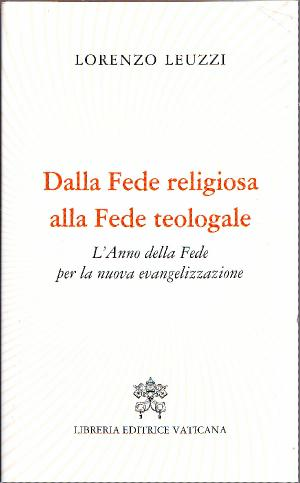 LORENZO LEUZZI
Dalla Fede religiosa
alla Fede teologale
L'Anno della Fede
per la nuova evangelizzazione
LIBRERIA EDITRICE VATICANA